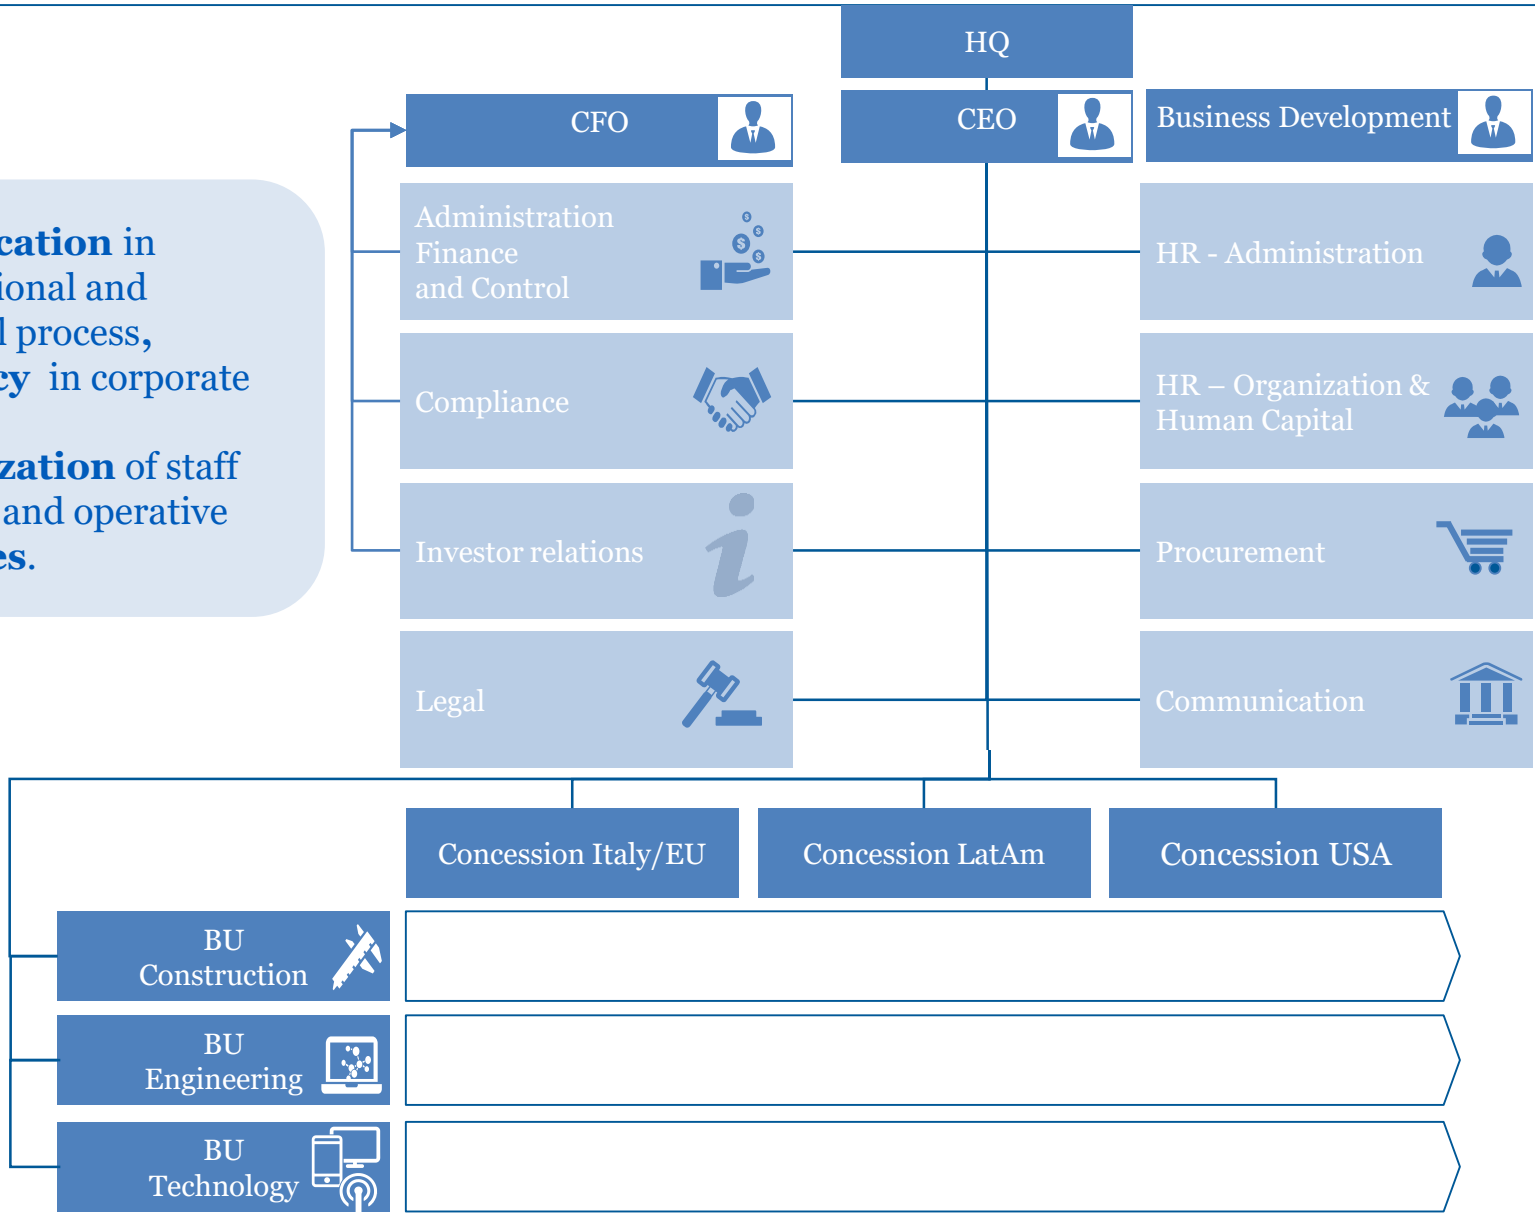 HQ
CFO
CEO
Business Development
cation in
ional and
l process,
cy in corporate
zation of staff
and operative
es.
Administration
Finance
and Control
HR - Administration
Compliance
HR – Organization &
Human Capital
Investor relations
Procurement
Legal
Communication
Concession Italy/EU
Concession LatAm
Concession USA
BU
Construction
BU
Engineering
BU
Technology